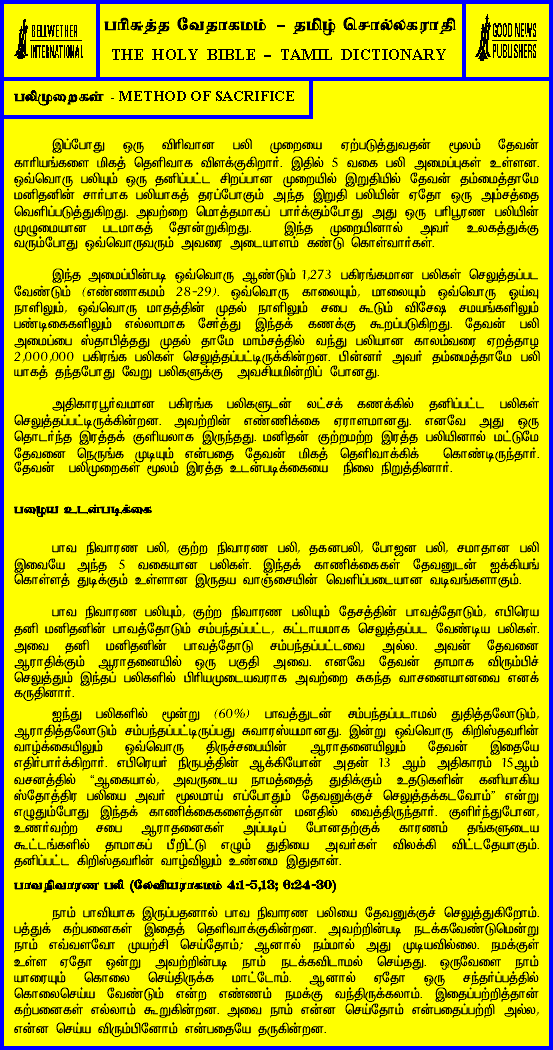 BELLWETHER
INTERNATIONAL
பரிசுத்த வேதாகமம் – தமிழ் சொல்லகராதி
THE HOLY BIBLE – TAMIL DICTIONARY
GOOD NEWS
PUBLISHERS
பலிமுறைகள் - METHOD OF SACRIFICE
இப்போது ஒரு விரிவான பலி முறையை ஏற்படுத்துவதன் மூலம் தேவன்
காரியங்களை மிகத் தெளிவாக விளக்குகிறார். இதில் 5 வகை பலி அமைப்புகள் உள்ளன.
ஒவ்வொரு பலியும் ஒரு தனிப்பட்ட சிறப்பான முறையில் இறுதியில் தேவன் தம்மைத்தாமே
மனிதனின் சார்பாக பலியாகத் தரப்போகும் அந்த இறுதி பலியின் ஏதோ ஒரு அம்சத்தை
வெளிப்படுத்துகிறது. அவற்றை மொத்தமாகப் பார்க்கும்போது அது ஒரு பரிபூரண பலியின்
முழுமையான படமாகத் தோன்றுகிறது. இந்த முறையினால் அவர் உலகத்துக்கு
வரும்போது ஒவ்வொருவரும் அவரை அடையாளம் கண்டு கொள்வார்கள்.
இந்த அமைப்பின்படி ஒவ்வொரு ஆண்டும் 1,273 பகிரங்கமான பலிகள் செலுத்தப்பட
வேண்டும் (எண்ணாகமம் 28-29). ஒவ்வொரு காலையும், மாலையும் ஒவ்வொரு ஓய்வு
நாளிலும், ஒவ்வொரு மாதத்தின் முதல் நாளிலும் சபை கூடும் விசேஷ சமயங்களிலும்
பண்டிகைகளிலும் எல்லாமாக சேர்த்து இந்தக் கணக்கு கூறப்படுகிறது. தேவன் பலி
அமைப்பை ஸ்தாபித்தது முதல் தாமே மாம்சத்தில் வந்து பலியான காலம்வரை ஏறத்தாழ
2,000,000 பகிரங்க பலிகள் செலுத்தப்பட்டிருக்கின்றன. பின்னர் அவர் தம்மைத்தாமே பலி
யாகத் தந்தபோது வேறு பலிகளுக்கு அவசியமின்றிப் போனது.
அதிகாரபூர்வமான பகிரங்க பலிகளுடன் லட்சக் கணக்கில் தனிப்பட்ட பலிகள்
செலுத்தப்பட்டிருக்கின்றன. அவற்றின் எண்ணிக்கை ஏராளமானது. எனவே அது ஒரு
தொடர்ந்த இரத்தக் குளியலாக இருந்தது. மனிதன் குற்றமற்ற இரத்த பலியினால் மட்டுமே
தேவனை நெருங்க முடியும் என்பதை தேவன் மிகத் தெளிவாக்கிக் கொண்டிருந்தார்.
தேவன் பலிமுறைகள் மூலம் இரத்த உடன்படிக்கையை நிலை நிறுத்தினார்.
பழைய உடன்படிக்கை
பாவ நிவாரண பலி, குற்ற நிவாரண பலி, தகனபலி, போஜன பலி, சமாதான பலி
இவையே அந்த 5 வகையான பலிகள். இந்தக் காணிக்கைகள் தேவனுடன் ஐக்கியங்
கொள்ளத் துடிக்கும் உள்ளான இருதய வாஞ்சையின் வெளிப்படையான வடிவங்களாகும்.
பாவ நிவாரண பலியும், குற்ற நிவாரண பலியும் தேசத்தின் பாவத்தோடும், எபிரெய
தனி மனிதனின் பாவத்தோடும் சம்பந்தப்பட்ட, கட்டாயமாக செலுத்தப்பட வேண்டிய பலிகள்.
அவை தனி மனிதனின் பாவத்தோடு சம்பந்தப்பட்டவை அல்ல. அவன் தேவனை
ஆராதிக்கும் ஆராதனையில் ஒரு பகுதி அவை. எனவே தேவன் தாமாக விரும்பிச்
செலுத்தும் இந்தப் பலிகளில் பிரியமுடையவராக அவற்றை சுகந்த வாசனையானவை எனக்
கருதினார்.
ஐந்து பலிகளில் மூன்று (60%) பாவத்துடன் சம்பந்தப்படாமல் துதித்தலோடும்,
ஆராதித்தலோடும் சம்பந்தப்பட்டிருப்பது சுவாரஸ்யமானது. இன்று ஒவ்வொரு கிறிஸ்தவரின்
வாழ்க்கையிலும் ஒவ்வொரு திருச்சபையின் ஆராதனையிலும் தேவன் இதையே
எதிர்பார்க்கிறார். எபிரெயர் நிருபத்தின் ஆக்கியோன் அதன் 13 ஆம் அதிகாரம் 15ஆம்
வசனத்தில் “ஆகையால், அவருடைய நாமத்தைத் துதிக்கும் உதடுகளின் கனியாகிய
ஸ்தோத்திர பலியை அவர் மூலமாய் எப்போதும் தேவனுக்குச் செலுத்தக்கடவோம்” என்று
எழுதும்போது இந்தக் காணிக்கைகளைத்தான் மனதில் வைத்திருந்தார். குளிர்ந்துபோன,
உணர்வற்ற சபை ஆராதனைகள் அப்படிப் போனதற்குக் காரணம் தங்களுடைய
கூட்டங்களில் தாமாகப் பீறிட்டு எழும் துதியை அவர்கள் விலக்கி விட்டதேயாகும்.
தனிப்பட்ட கிறிஸ்தவரின் வாழ்விலும் உண்மை இதுதான்.
பாவநிவாரண பலி (லேவியராகமம் 4:1-5,13; 6:24-30)
நாம் பாவியாக இருப்பதனால் பாவ நிவாரண பலியை தேவனுக்குச் செலுத்துகிறோம்.
பத்துக் கற்பனைகள் இதைத் தெளிவாக்குகின்றன. அவற்றின்படி நடக்கவேண்டுமென்று
நாம் எவ்வளவோ முயற்சி செய்தோம்; ஆனால் நம்மால் அது முடியவில்லை. நமக்குள்
உள்ள ஏதோ ஒன்று அவற்றின்படி நாம் நடக்கவிடாமல் செய்தது. ஒருவேளை நாம்
யாரையும் கொலை செய்திருக்க மாட்டோம். ஆனால் ஏதோ ஒரு சந்தர்ப்பத்தில்
கொலைசெய்ய வேண்டும் என்ற எண்ணம் நமக்கு வந்திருக்கலாம். இதைப்பற்றித்தான்
கற்பனைகள் எல்லாம் கூறுகின்றன. அவை நாம் என்ன செய்தோம் என்பதைப்பற்றி அல்ல,
என்ன செய்ய விரும்பினோம் என்பதையே தருகின்றன.